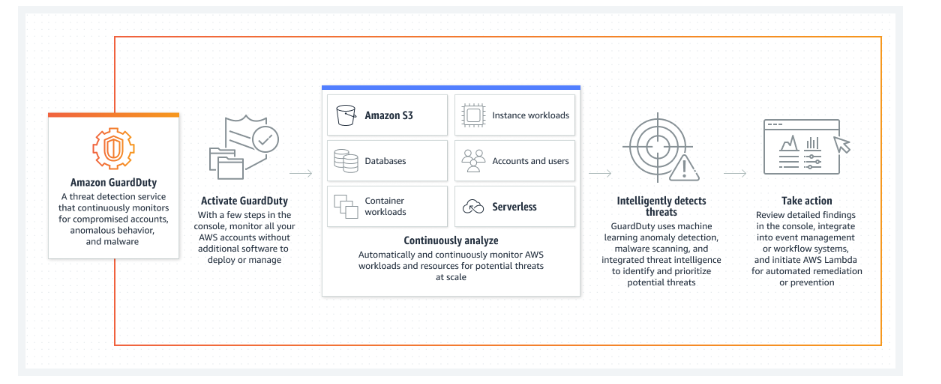 Amazon GuardDuty
A threat detection service
that continuously monitors
for compromised accounts,
anomalous behavior,
and malware
Activate GuardDuty
With a few steps in the
console, monitor all your
AWS accounts without
additional software to
deploy or manage
Amazon S3
Instance workloads
Databases
Accounts and users
Container
workloads
Serverless
Continuously analyze
Automatically and continuously monitor AWS
workloads and resources for potential threats
at scale
Intelligently detects
threats
GuardDuty uses machine
learning anomaly detection,
malware scanning, and
integrated threat intelligence
to identify and prioritize
potential threats
Take action
Review detailed findings
in the console, integrate
into event management
or workflow systems,
and initiate AWS Lambda
for automated remediation
or prevention